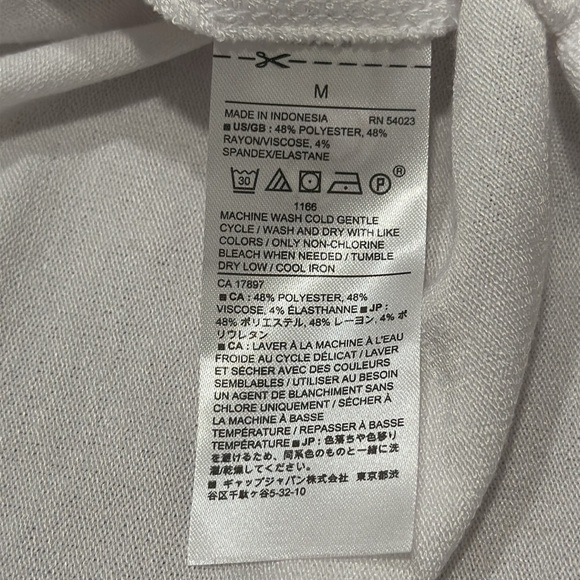 M
MADE IN INDONESIA RN 54023
■ US/GB : 48% POLYESTER, 48%
RAYON/VISCOSE, 4%
SPANDEX/ELASTANE
30 P ®
1166
MACHINE WASH COLD GENTLE
CYCLE / WASH AND DRY WITH LIKE
COLORS / ONLY NON-CHLORINE
BLEACH WHEN NEEDED / TUMBLE
DRY LOW / COOL IRON
CA 17897
■ CA : 48% POLYESTER, 48%
VISCOSE, 4% ÉLASTHANNE ■ JP :
48% ポリエステル, 48% レーヨン, 4% ポ
リウレタン
■ CA : LAVER À LA MACHINE À L'EAU
FROIDE AU CYCLE DÉLICAT / LAVER
ET SÉCHER AVEC DES COULEURS
SEMBLABLES / UTILISER AU BESOIN
UN AGENT DE BLANCHIMENT SANS
CHLORE UNIQUEMENT / SÉCHER À
LA MACHINE À BASSE
TEMPÉRATURE / REPASSER À BASSE
TEMPÉRATURE ■ JP : 色落ちや色移り
を避けるため、同系色のものと一緒に洗
濯/乾燥してください。
■ ギャップジャパン株式会社 東京都渋
谷区千駄ヶ谷5-32-10